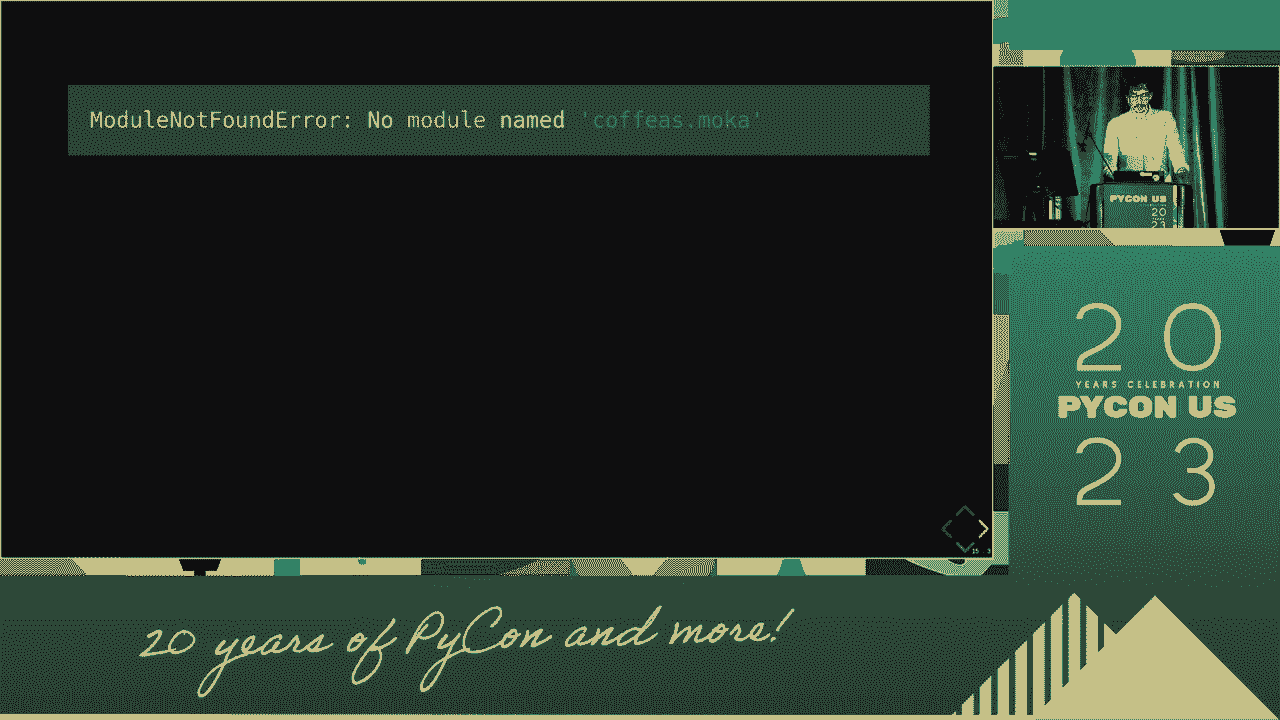 ModuleNotFoundError: No module named 'coffeas.moka'
PYCON US
20
23
20
YEARS CELEBRATION
PYCON US
23
20 years of PyCon and more!